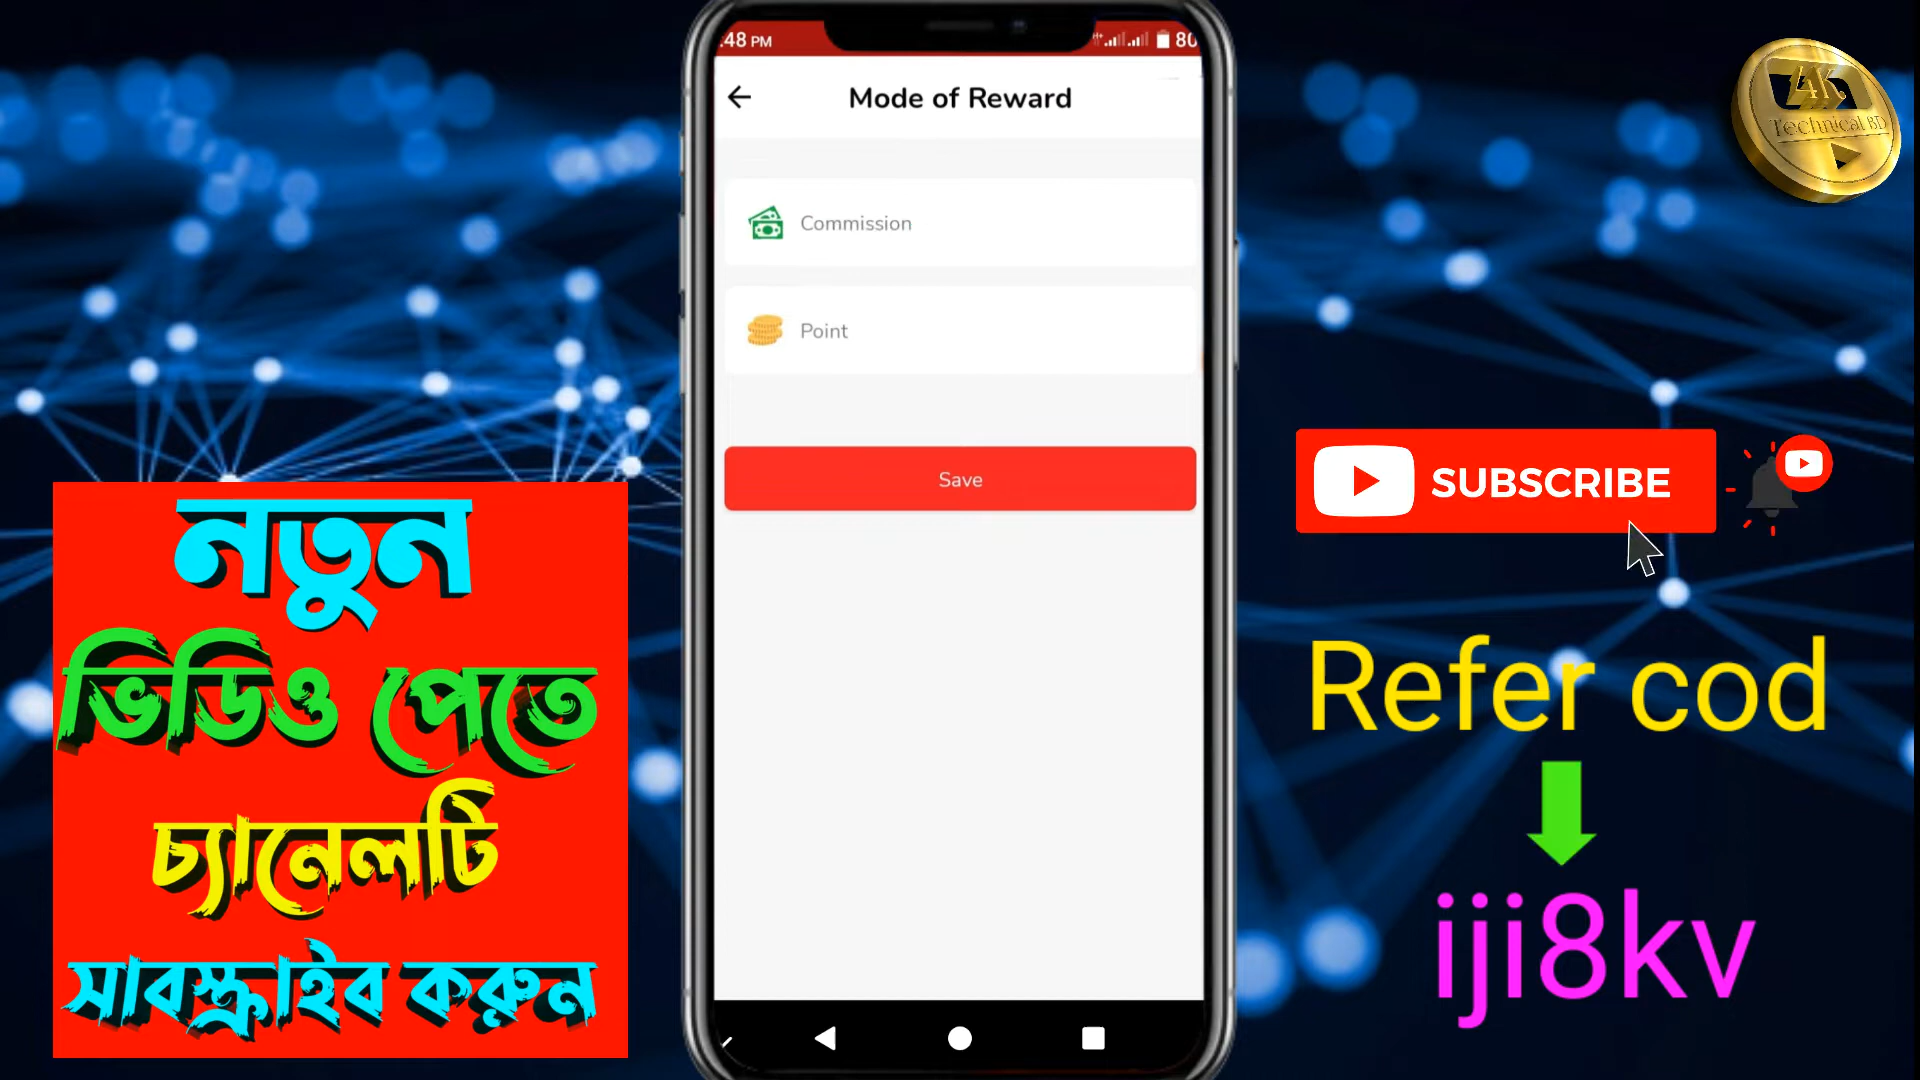 :48 PM
80
Mode of Reward
Commission
Point
Save
4K
Technical BD
SUBSCRIBE
Refer cod
iji8kv
নতুন
ভিডিও পেতে
চ্যানেলটি
সাবস্ক্রাইব করুন